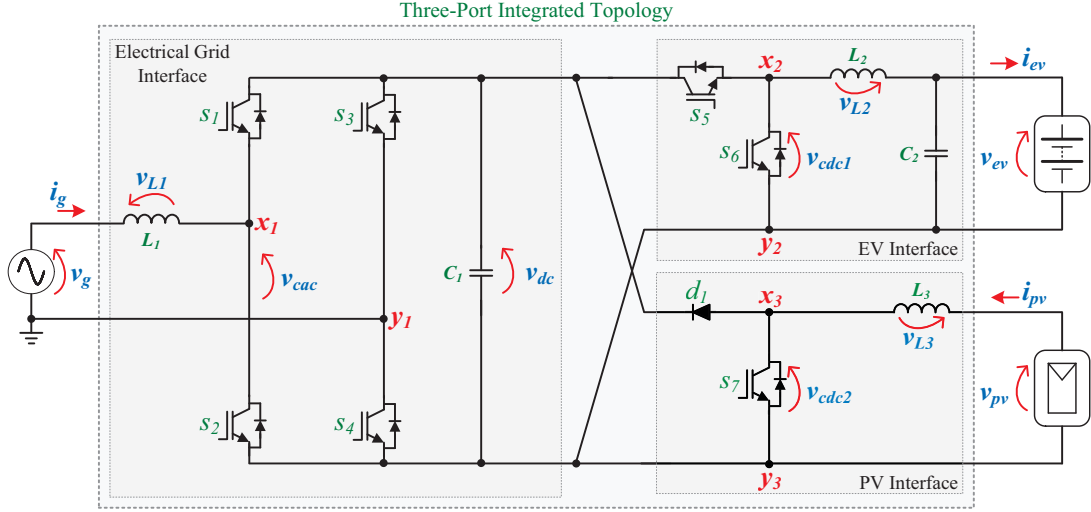 Three-Port Integrated Topology
Electrical Grid
Interface
s1
s3
vL1
ig
x1
L1
vg
vcac
C1
vdc
y1
s2
s4
s5
x2
L2
vL2
iev
s6
vcdc1
C2
vev
y2
EV Interface
d1
x3
L3
ipv
vL3
s7
vcdc2
vpv
y3
PV Interface